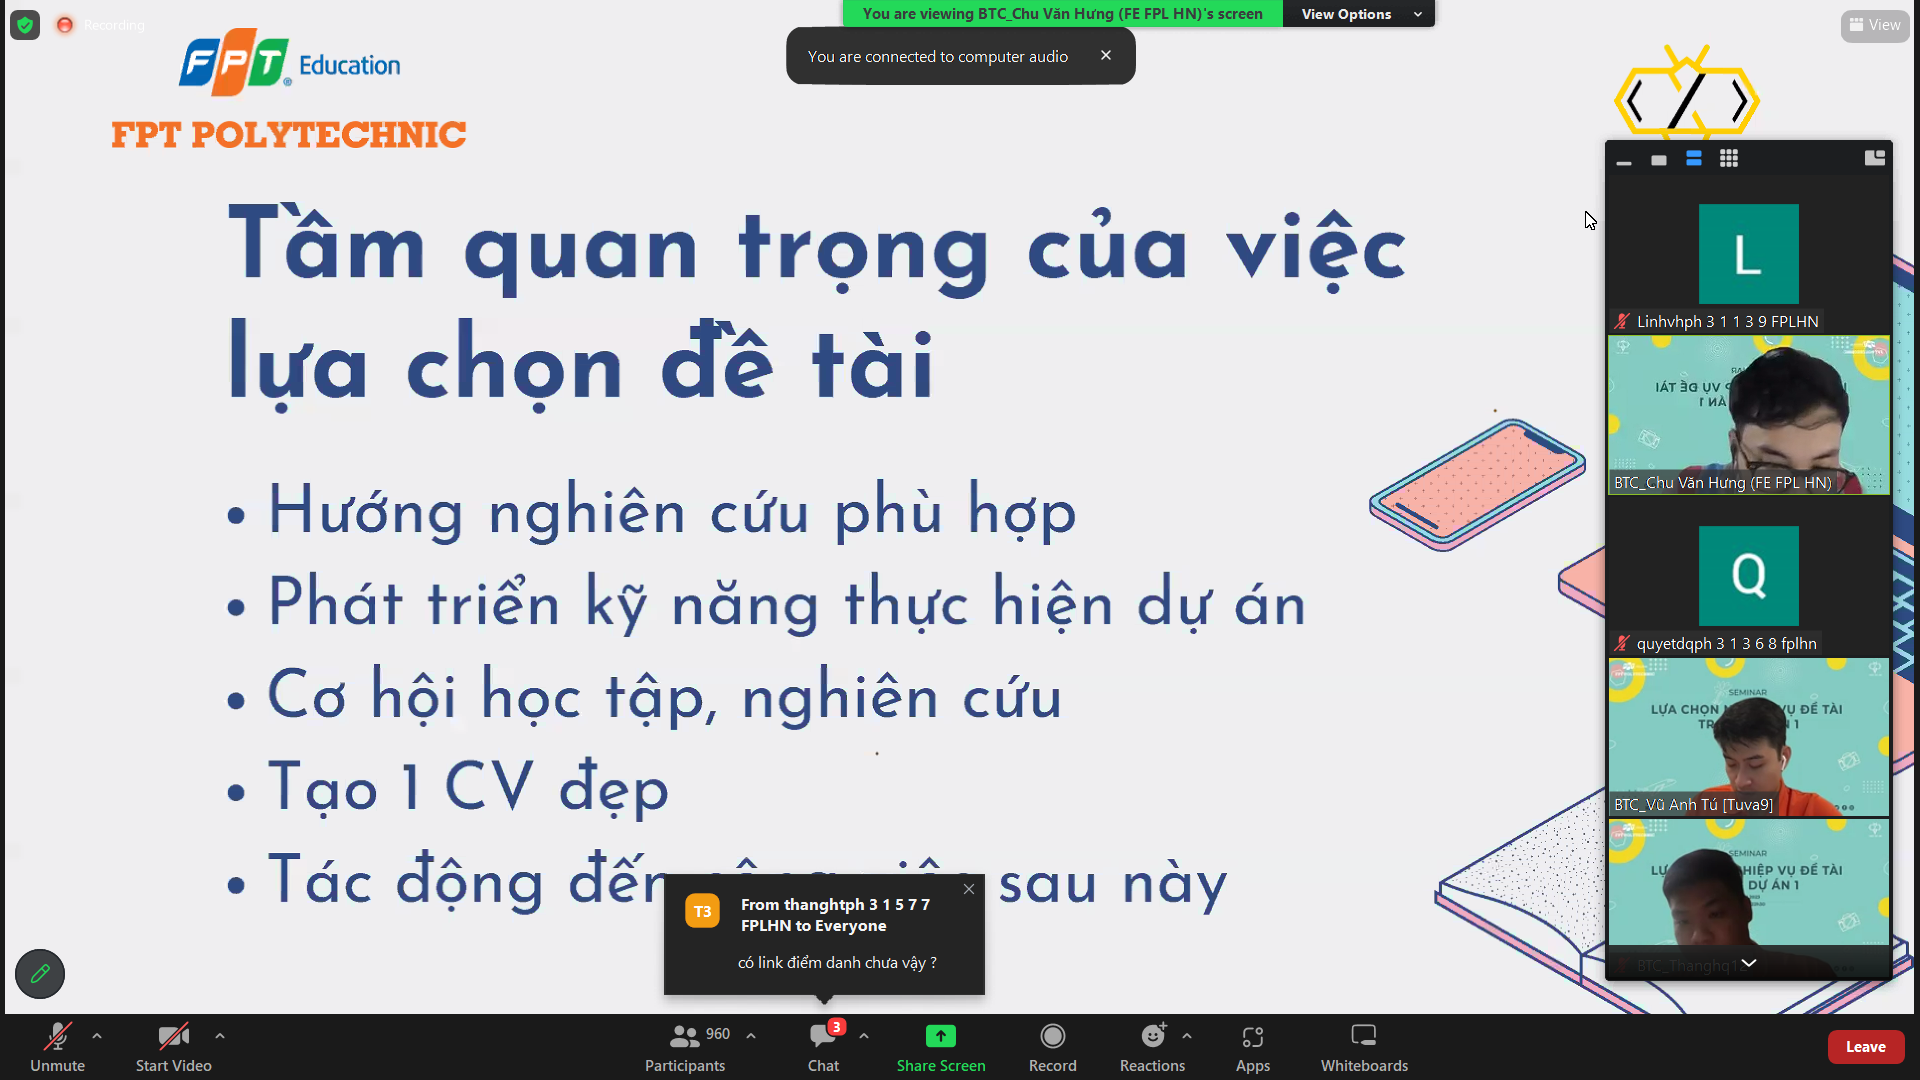 You are viewing BTC_Chu Văn Hưng (FE FPL HN)'s screen
View Options
Recording
View
You are connected to computer audio
FPT Education
FPT POLYTECHNIC
Tầm quan trọng của việc
lựa chọn đề tài
• Hướng nghiên cứu phù hợp
• Phát triển kỹ năng thực hiện dự án
• Cơ hội học tập, nghiên cứu
• Tạo 1 CV đẹp
• Tác động đến sau này
T3
From thanghtph 3 1 5 7 7
FPLHN to Everyone
có link điểm danh chưa vậy ?
L
Linhvhph 3 1 1 3 9 FPLHN
BTC_Chu Văn Hưng (FE FPL HN)
Q
quyetdqph 3 1 3 6 8 fplhn
SEMINAR
LỰA CHỌN VỤ ĐỀ TÀI
BTC_Vũ Anh Tú [Tuva9]
SEMINAR
HIỆP VỤ ĐỀ TÀI
DỰ ÁN 1
BTC_Thanghq12
Unmute
Start Video
960
Participants
3
Chat
Share Screen
Record
Reactions
Apps
Whiteboards
Leave